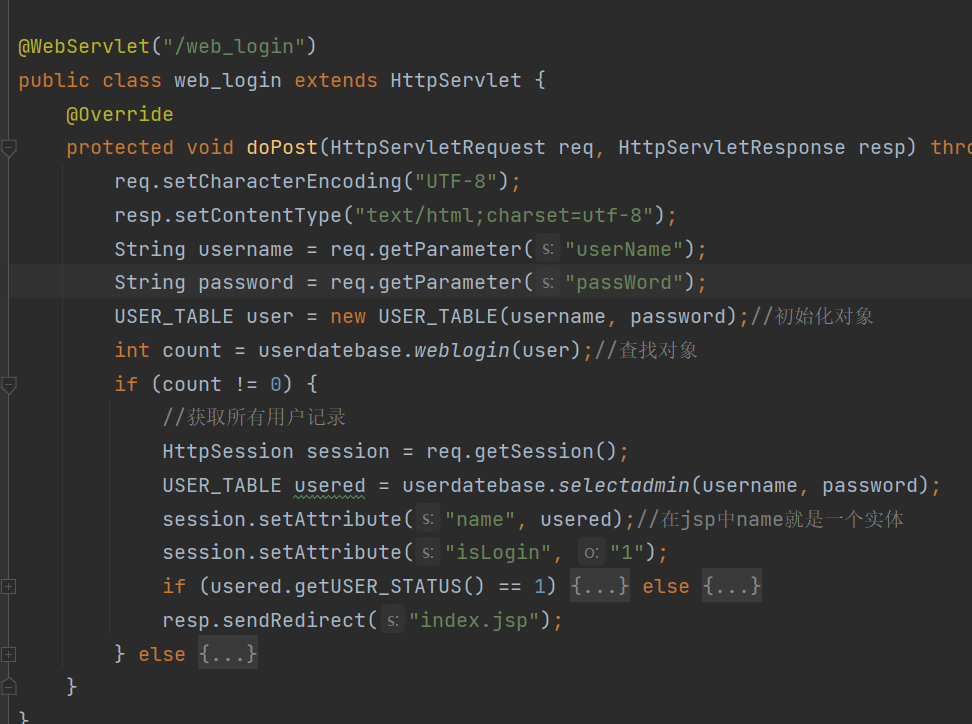 @WebServlet("/web_login")
public class web_login extends HttpServlet {
@Override
protected void doPost(HttpServletRequest req, HttpServletResponse resp) thro
req.setCharacterEncoding("UTF-8");
resp.setContentType("text/html;charset=utf-8");
String username = req.getParameter( s: "userName");
String password = req.getParameter( s: "passWord");
USER_TABLE user = new USER_TABLE(username, password);//初始化对象
int count = userdatebase.weblogin(user);//查找对象
if (count != 0) {
//获取所有用户记录
HttpSession session = req.getSession();
USER_TABLE usered = userdatebase.selectadmin(username, password);
session.setAttribute( s: "name", usered);//在jsp中name就是一个实体
session.setAttribute( s: "isLogin", o: "1");
if (usered.getUSER_STATUS() == 1) {...} else {...}
resp.sendRedirect( s: "index.jsp");
} else {...}
}
}